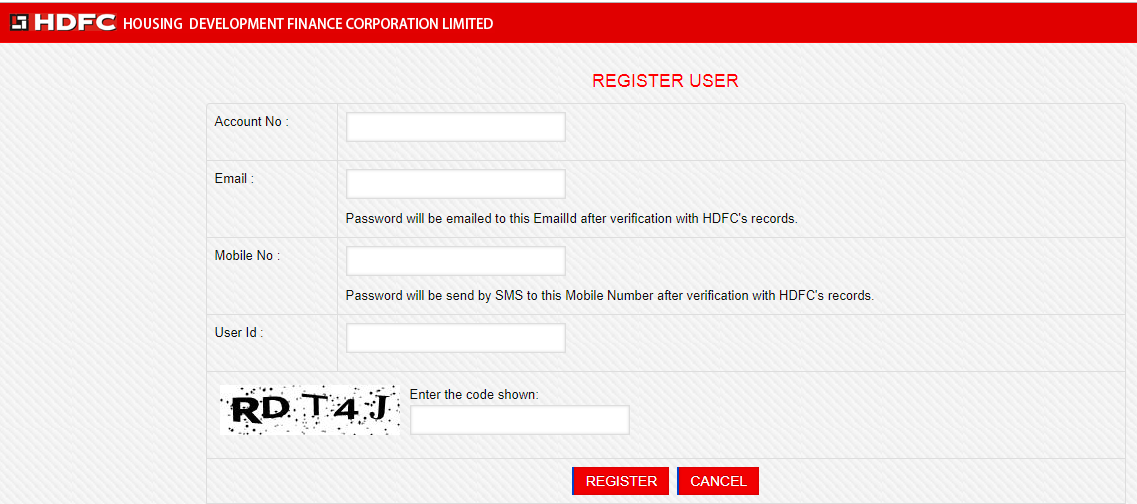 HDFC HOUSING DEVELOPMENT FINANCE CORPORATION LIMITED
REGISTER USER
Account No :
Email :
Password will be emailed to this EmailId after verification with HDFC's records.
Mobile No :
Password will be send by SMS to this Mobile Number after verification with HDFC's records.
User Id :
RD T4J Enter the code shown:
REGISTER CANCEL